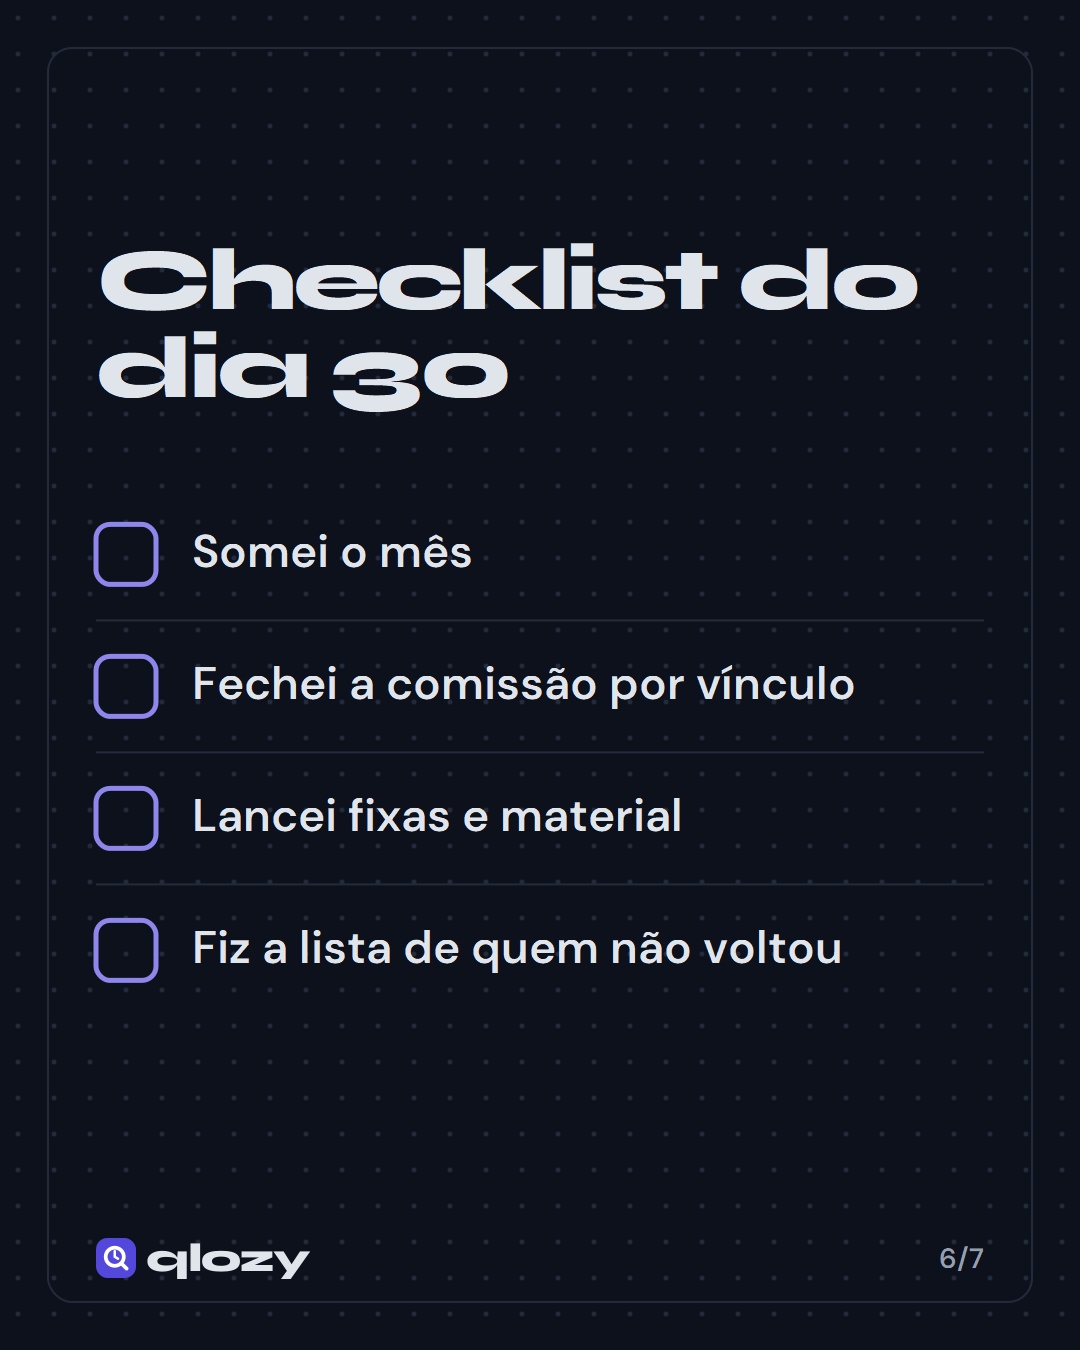 Checklist do
dia 30
Somei o mês
Fechei a comissão por vínculo
Lancei fixas e material
Fiz a lista de quem não voltou
qlozy
6/7